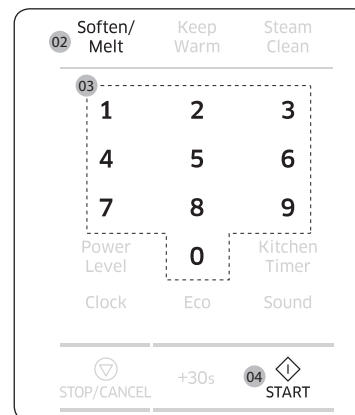 02 Soften/ Keep Steam
Melt Warm Clean
03
1 2 3
4 5 6
7 8 9
Power 0 Kitchen
Level Timer
Clock Eco Sound
STOP/CANCEL +30s 04 START